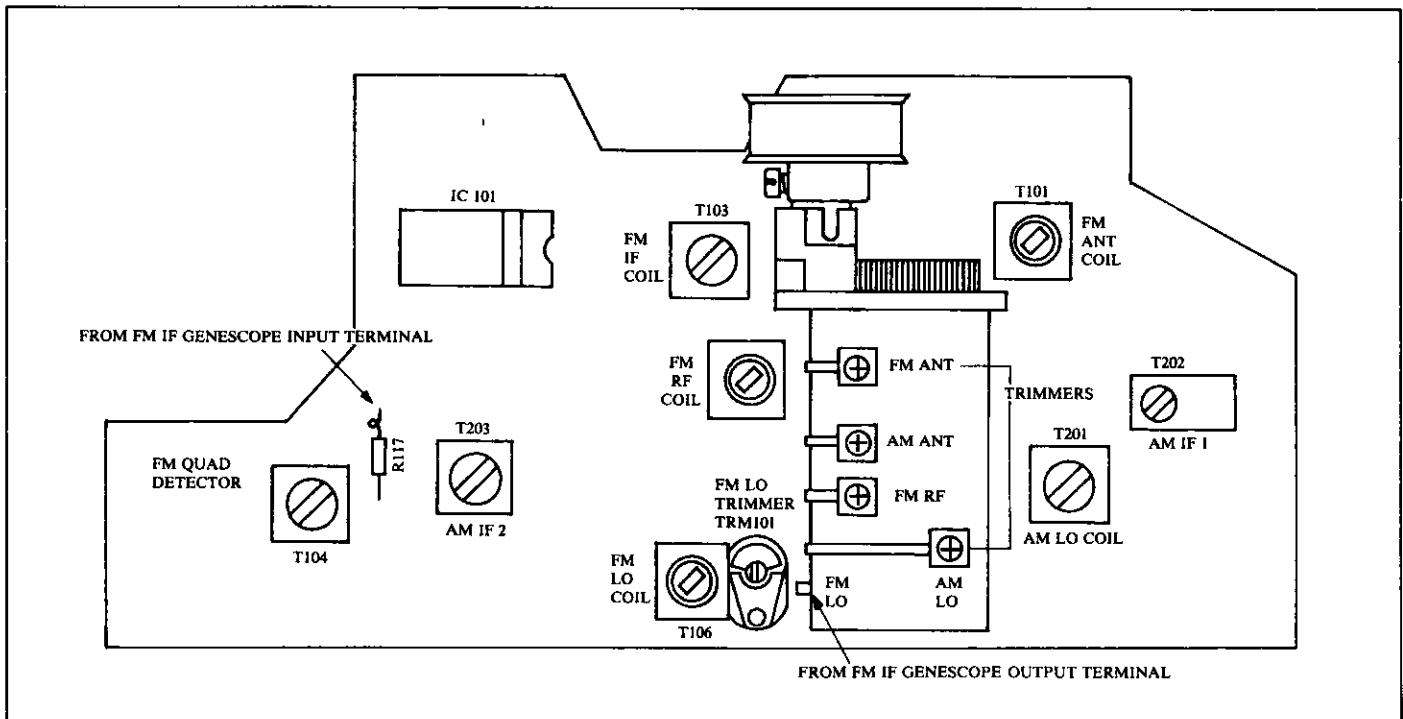 IC 101
T103
FM
IF
COIL
T101
FM
ANT
COIL
FROM FM IF GENESCOPE INPUT TERMINAL
FM
RF
COIL
FM ANT
TRIMMERS
T202
AM IF 1
AM ANT
T201
AM LO COIL
FM RF
R117
T203
AM IF 2
FM QUAD
DETECTOR
T104
FM LO
TRIMMER
TRM101
FM
LO
COIL
T106
FM
LO
AM
LO
FROM FM IF GENESCOPE OUTPUT TERMINAL